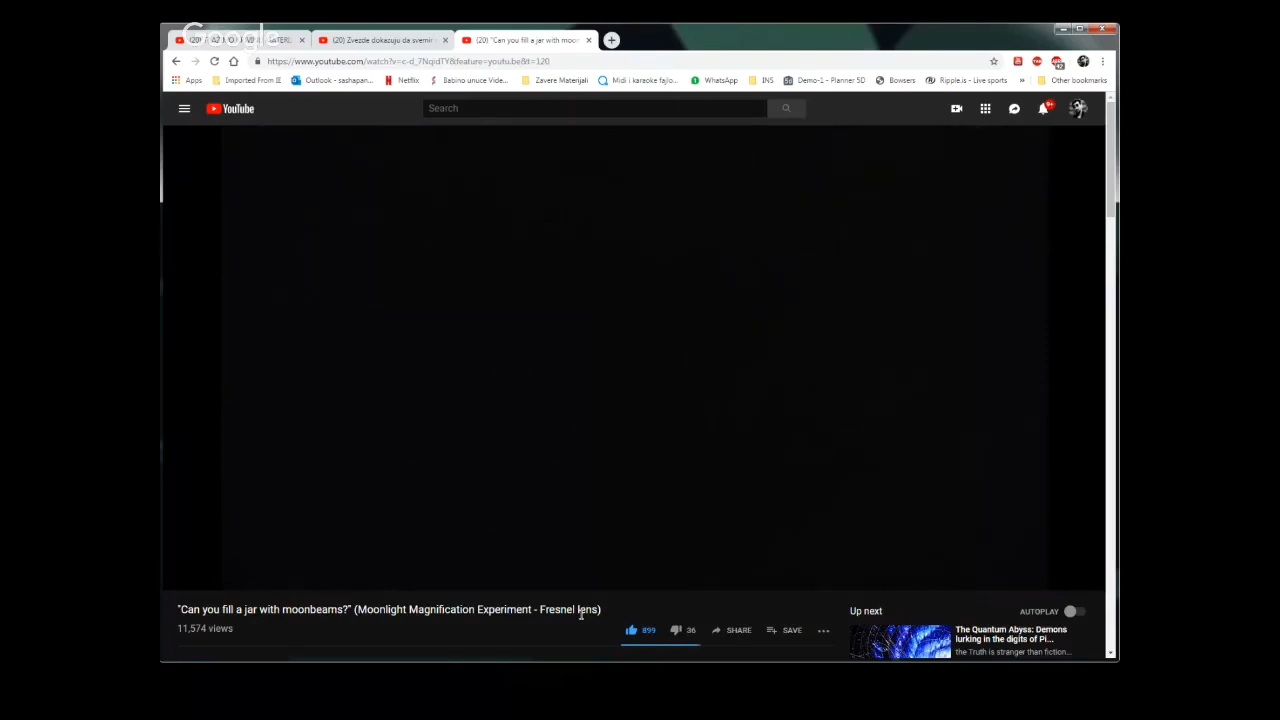 Google
(20) Zvezde dokazuju da svemir
(20) "Can you fill a jar with moon
https://www.youtube.com/watch?v=c-d_7NqidTY&feature=youtu.be&t=120
Apps Imported From IE Outlook - sashapan... Netflix Babino unuce Vide... Zavere Materijali Midi i karaoke fajlo... WhatsApp INS Demo-1 - Planner 5D Bowsers Ripple.is - Live sports » Other bookmarks
YouTube Search 9+
"Can you fill a jar with moonbeams?" (Moonlight Magnification Experiment - Fresnel lens)
11,574 views
899 36 SHARE SAVE
Up next AUTOPLAY
The Quantum Abyss: Demons
lurking in the digits of Pi...
the Truth is stranger than fiction...